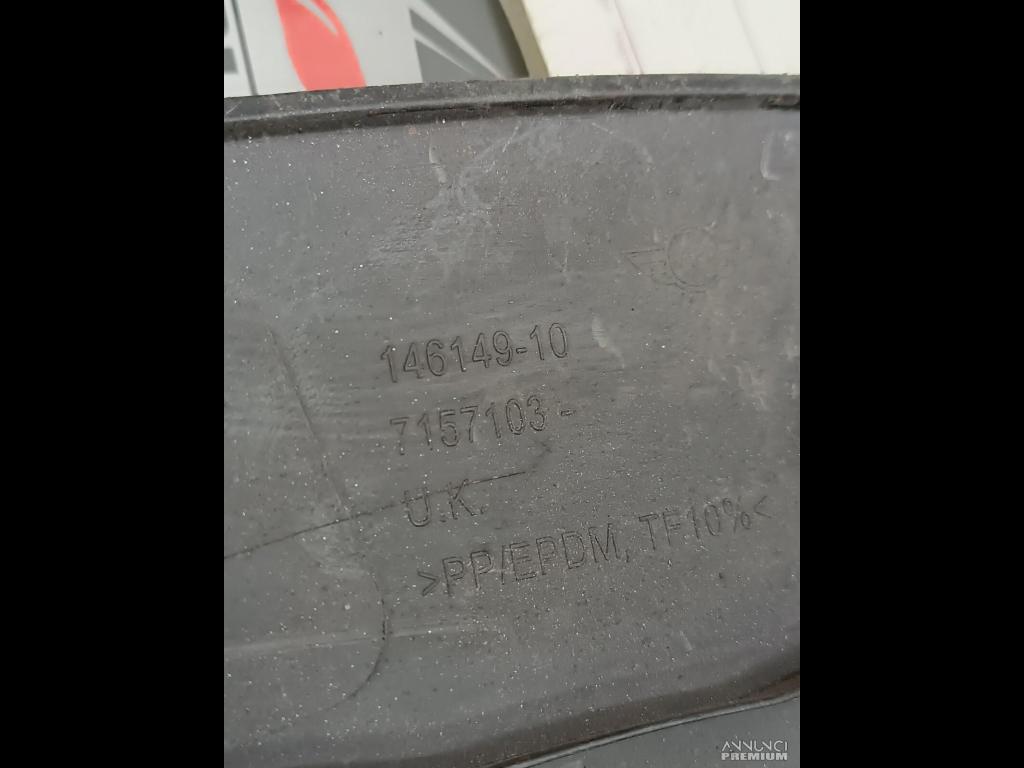 146149-10
7157103-
U.K.
>PP/EPDM, TF10%<
ANNUNCI
PREMIUM